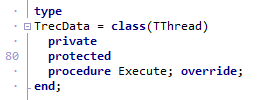 type
TrecData = class(TThread)
private
80 protected
procedure Execute; override;
end;